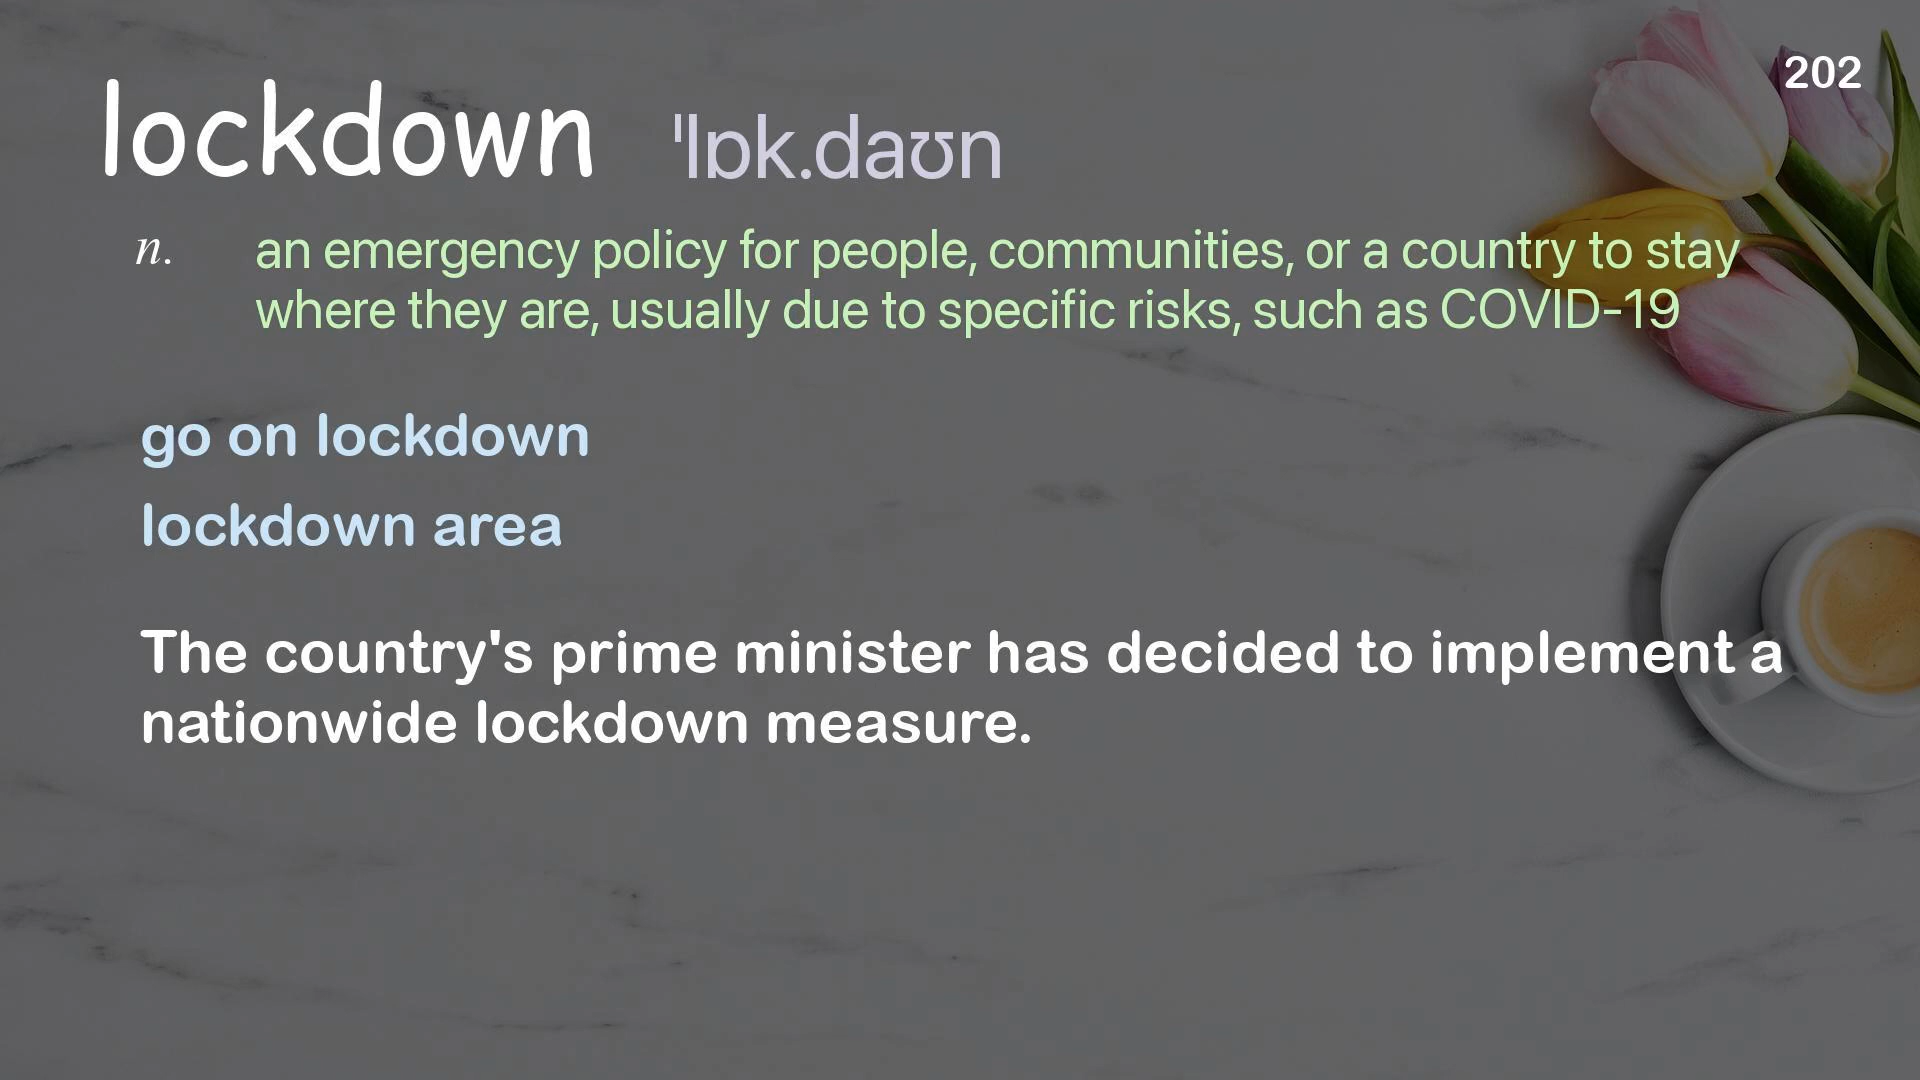 202
lockdown ˈlɒk.daʊn
n. an emergency policy for people, communities, or a country to stay
where they are, usually due to specific risks, such as COVID-19
go on lockdown
lockdown area
The country's prime minister has decided to implement a
nationwide lockdown measure.